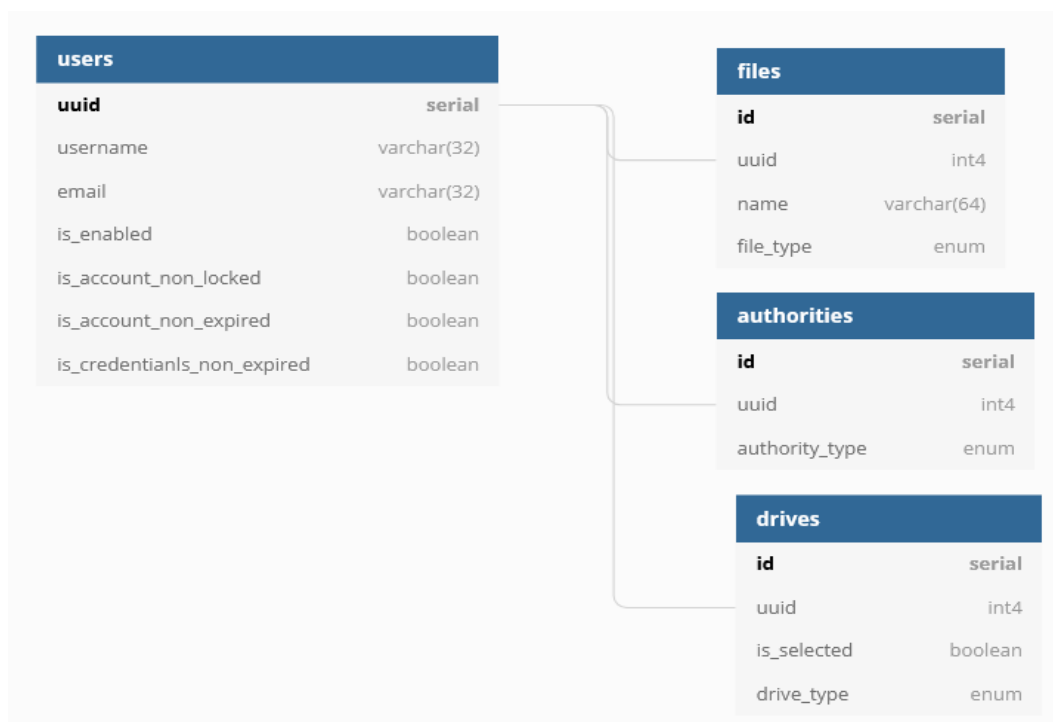 users
uuid serial
username varchar(32)
email varchar(32)
is_enabled boolean
is_account_non_locked boolean
is_account_non_expired boolean
is_credentianls_non_expired boolean
files
id serial
uuid int4
name varchar(64)
file_type enum
authorities
id serial
uuid int4
authority_type enum
drives
id serial
uuid int4
is_selected boolean
drive_type enum